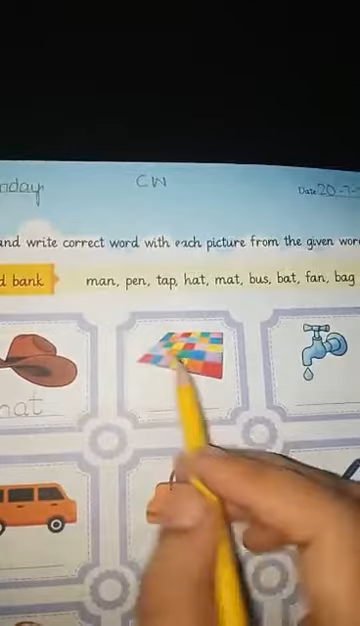 nday
CW
Date 20-7-
and write correct word with each picture from the given wor
d bank
man, pen, tap, hat, mat, bus, bat, fan, bag
hat